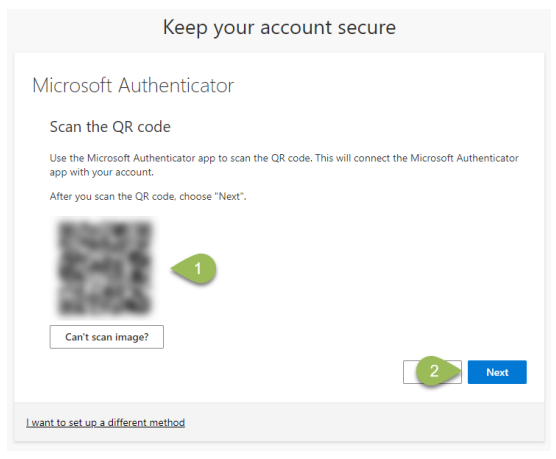 Keep your account secure
Microsoft Authenticator
Scan the QR code
Use the Microsoft Authenticator app to scan the QR code. This will connect the Microsoft Authenticator
app with your account.
After you scan the QR code, choose "Next".
1
Can't scan image?
2
Next
I want to set up a different method